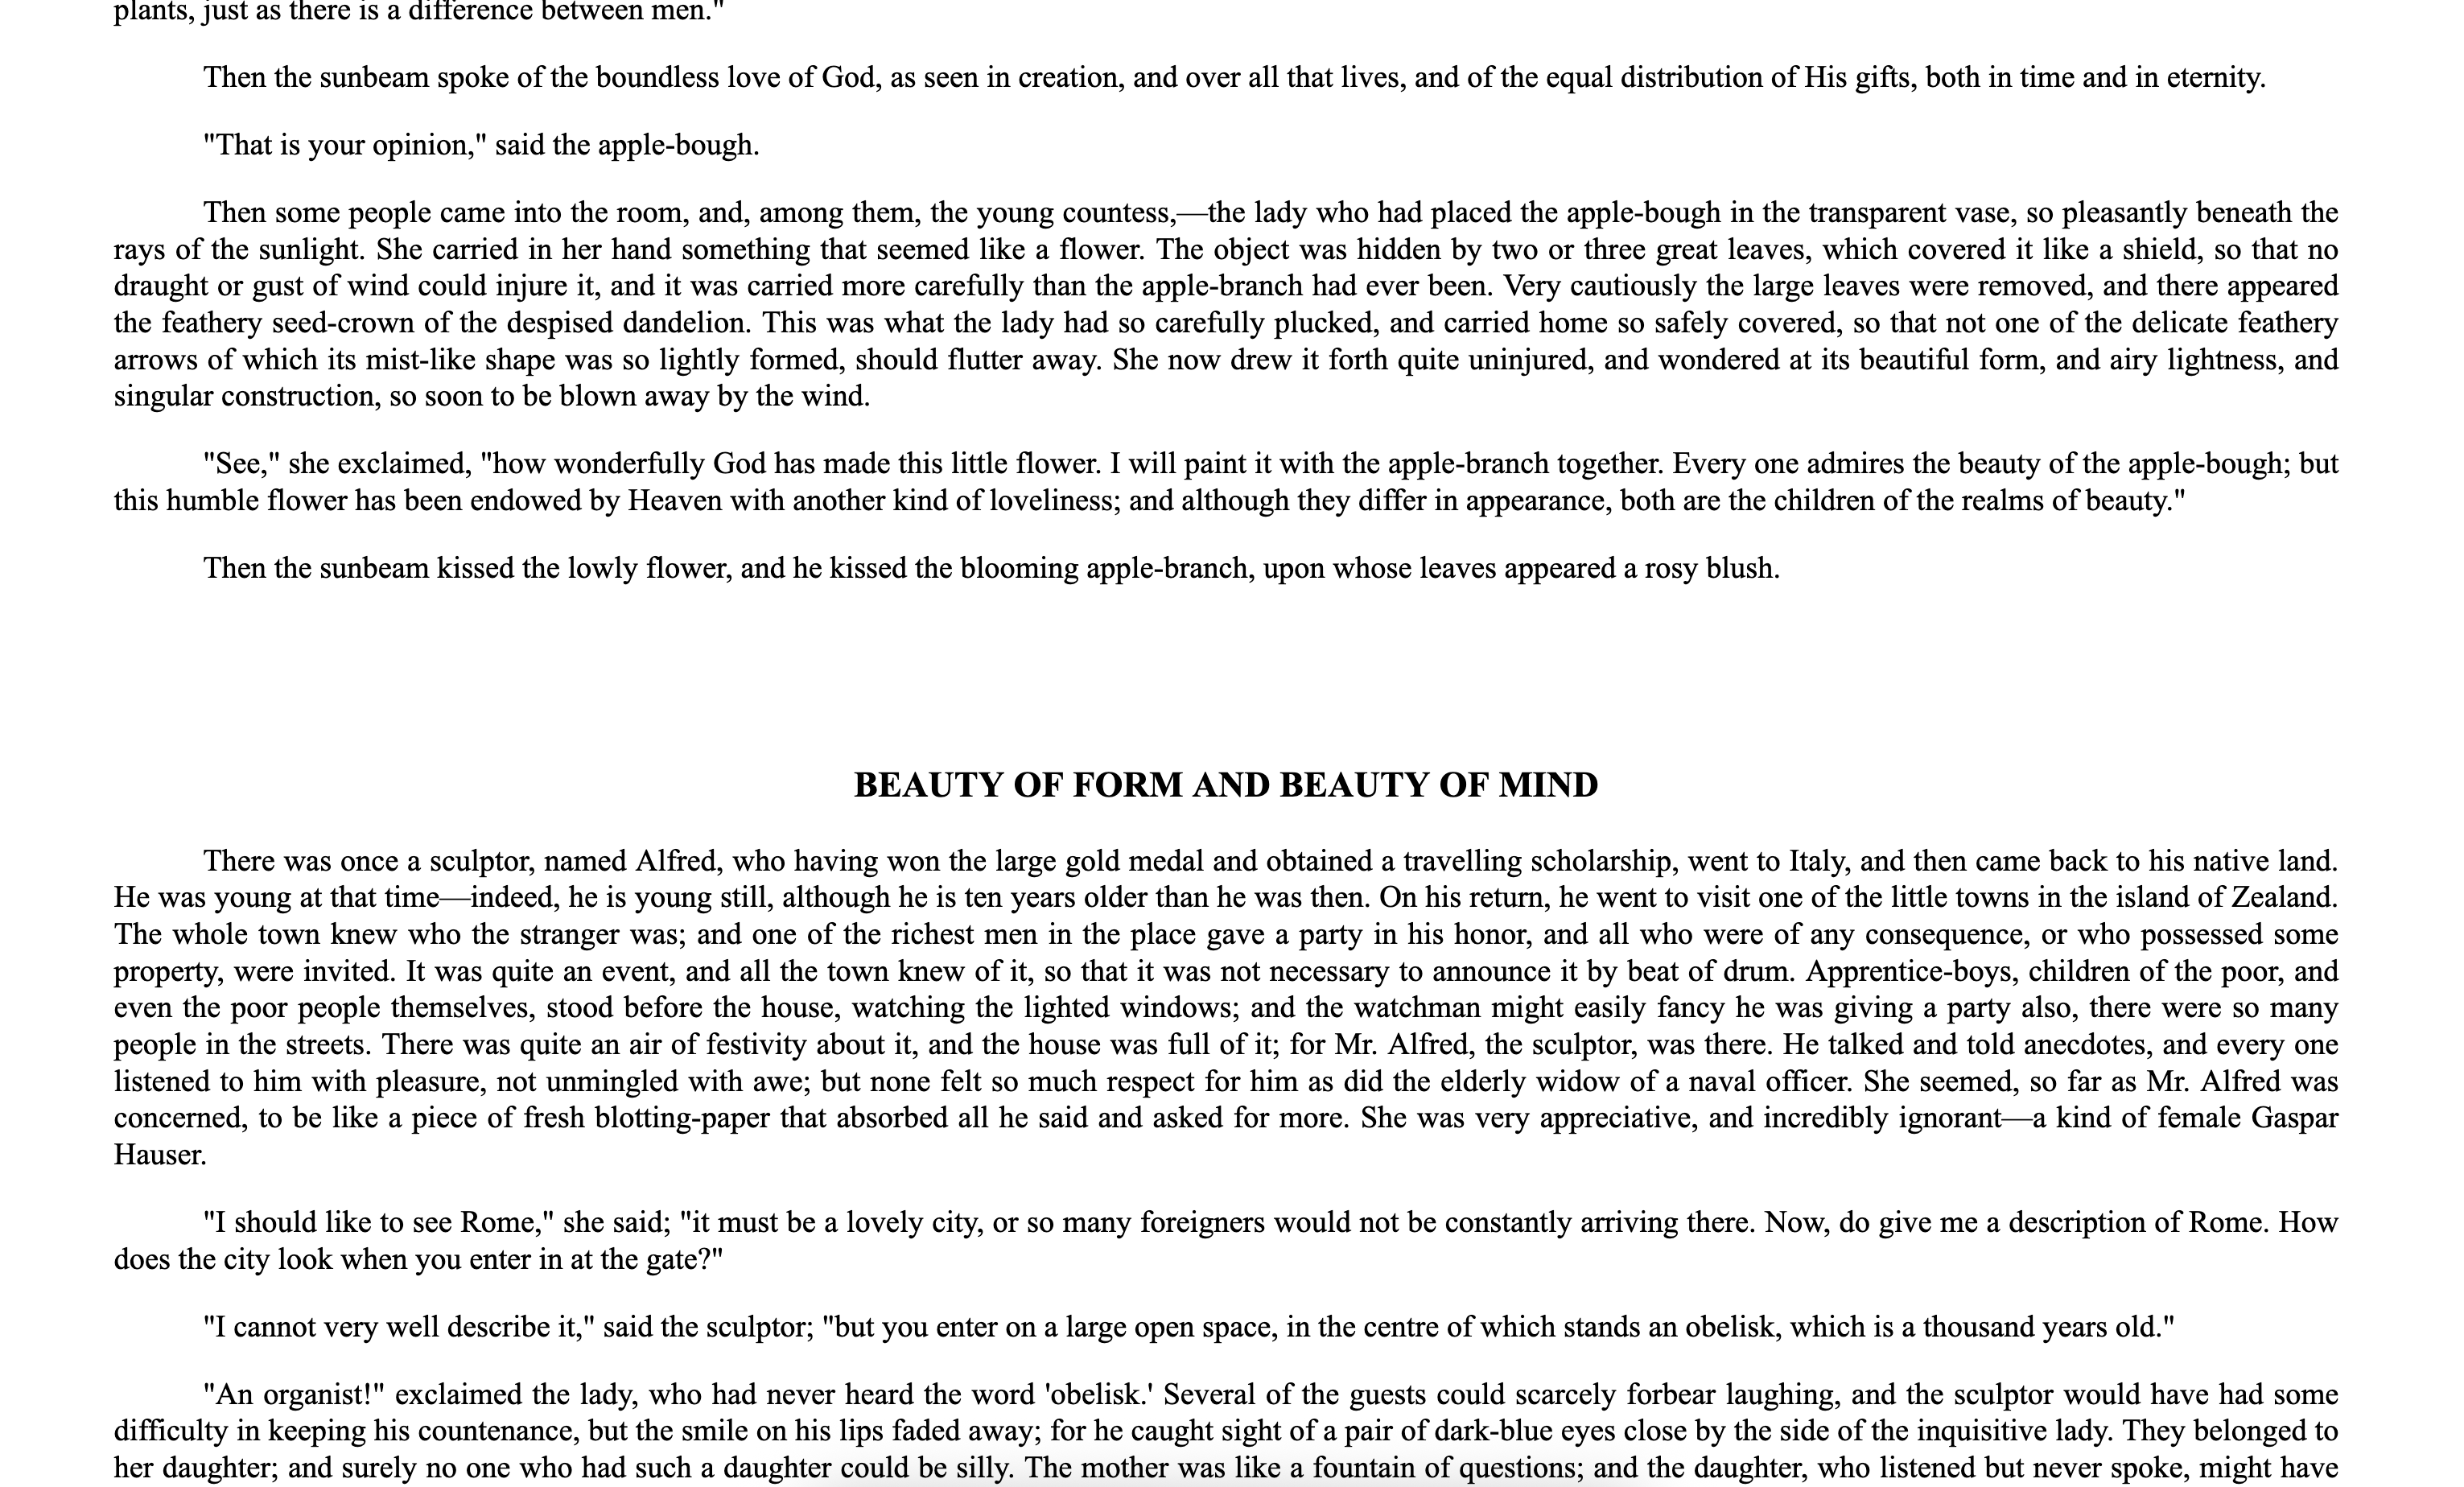 plants, just as there is a difference between men."
Then the sunbeam spoke of the boundless love of God, as seen in creation, and over all that lives, and of the equal distribution of His gifts, both in time and in eternity.
"That is your opinion," said the apple-bough.
Then some people came into the room, and, among them, the young countess,—the lady who had placed the apple-bough in the transparent vase, so pleasantly beneath the
rays of the sunlight. She carried in her hand something that seemed like a flower. The object was hidden by two or three great leaves, which covered it like a shield, so that no
draught or gust of wind could injure it, and it was carried more carefully than the apple-branch had ever been. Very cautiously the large leaves were removed, and there appeared
the feathery seed-crown of the despised dandelion. This was what the lady had so carefully plucked, and carried home so safely covered, so that not one of the delicate feathery
arrows of which its mist-like shape was so lightly formed, should flutter away. She now drew it forth quite uninjured, and wondered at its beautiful form, and airy lightness, and
singular construction, so soon to be blown away by the wind.
"See," she exclaimed, "how wonderfully God has made this little flower. I will paint it with the apple-branch together. Every one admires the beauty of the apple-bough; but
this humble flower has been endowed by Heaven with another kind of loveliness; and although they differ in appearance, both are the children of the realms of beauty."
Then the sunbeam kissed the lowly flower, and he kissed the blooming apple-branch, upon whose leaves appeared a rosy blush.
BEAUTY OF FORM AND BEAUTY OF MIND
There was once a sculptor, named Alfred, who having won the large gold medal and obtained a travelling scholarship, went to Italy, and then came back to his native land.
He was young at that time—indeed, he is young still, although he is ten years older than he was then. On his return, he went to visit one of the little towns in the island of Zealand.
The whole town knew who the stranger was; and one of the richest men in the place gave a party in his honor, and all who were of any consequence, or who possessed some
property, were invited. It was quite an event, and all the town knew of it, so that it was not necessary to announce it by beat of drum. Apprentice-boys, children of the poor, and
even the poor people themselves, stood before the house, watching the lighted windows; and the watchman might easily fancy he was giving a party also, there were so many
people in the streets. There was quite an air of festivity about it, and the house was full of it; for Mr. Alfred, the sculptor, was there. He talked and told anecdotes, and every one
listened to him with pleasure, not unmingled with awe; but none felt so much respect for him as did the elderly widow of a naval officer. She seemed, so far as Mr. Alfred was
concerned, to be like a piece of fresh blotting-paper that absorbed all he said and asked for more. She was very appreciative, and incredibly ignorant—a kind of female Gaspar
Hauser.
"I should like to see Rome," she said; "it must be a lovely city, or so many foreigners would not be constantly arriving there. Now, do give me a description of Rome. How
does the city look when you enter in at the gate?"
"I cannot very well describe it," said the sculptor; "but you enter on a large open space, in the centre of which stands an obelisk, which is a thousand years old."
"An organist!" exclaimed the lady, who had never heard the word 'obelisk.' Several of the guests could scarcely forbear laughing, and the sculptor would have had some
difficulty in keeping his countenance, but the smile on his lips faded away; for he caught sight of a pair of dark-blue eyes close by the side of the inquisitive lady. They belonged to
her daughter; and surely no one who had such a daughter could be silly. The mother was like a fountain of questions; and the daughter, who listened but never spoke, might have